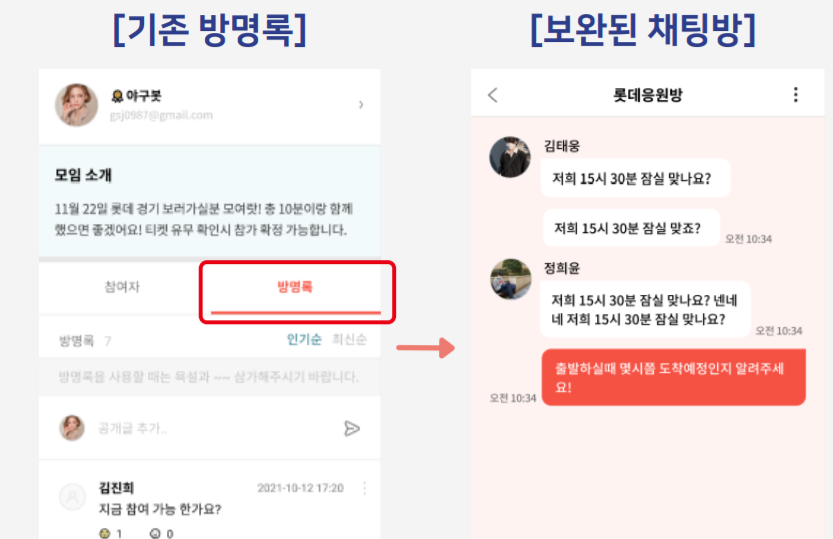 [기존 방명록]
야구봇
gsj0987@gmail.com
모임 소개
11월 22일 롯데 경기 보러가실분 모여랏! 총 10분이랑 함께
했으면 좋겠어요! 티켓 유무 확인시 참가 확정 가능합니다.
참여자
방명록
방명록 7
인기순 최신순
방명록을 사용할 때는 욕설과 ~~ 삼가해주시기 바랍니다.
공개글 추가..
김진희
2021-10-12 17:20
지금 참여 가능 한가요?
1
0
[보완된 채팅방]
롯데응원방
김태웅
저희 15시 30분 잠실 맞나요?
저희 15시 30분 잠실 맞죠?
오전 10:34
정희윤
저희 15시 30분 잠실 맞나요? 넨네
네 저희 15시 30분 잠실 맞나요?
오전 10:34
출발하실때 몇시쯤 도착예정인지 알려주세
요!
오전 10:34